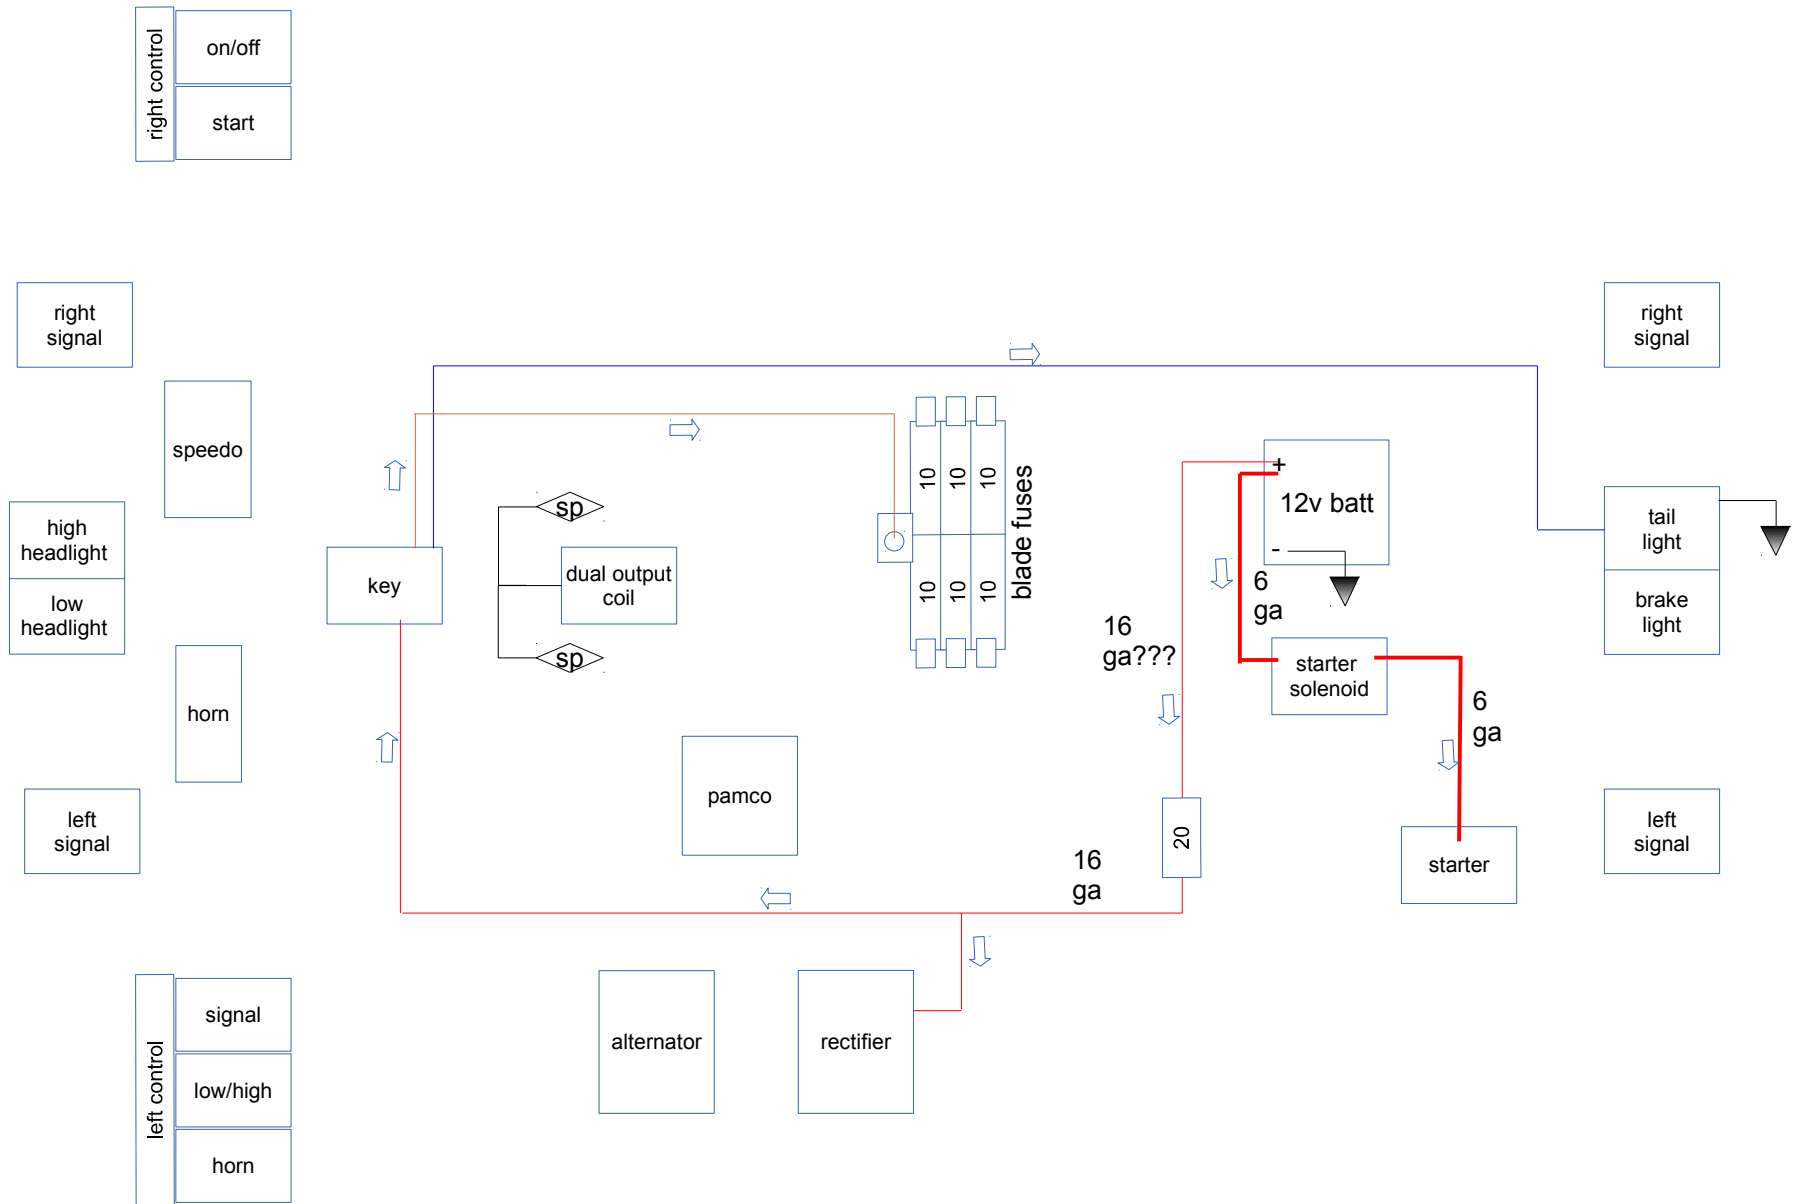 right control
on/off
start
right
signal
right
signal
speedo
high
headlight
low
headlight
key
sp
dual output
coil
sp
10
10
10
10
10
10
blade fuses
+
12v batt
-
6
ga
16
ga???
starter
solenoid
6
ga
tail
light
brake
light
horn
left
signal
pamco
20
16
ga
starter
left
signal
left control
signal
low/high
horn
alternator
rectifier